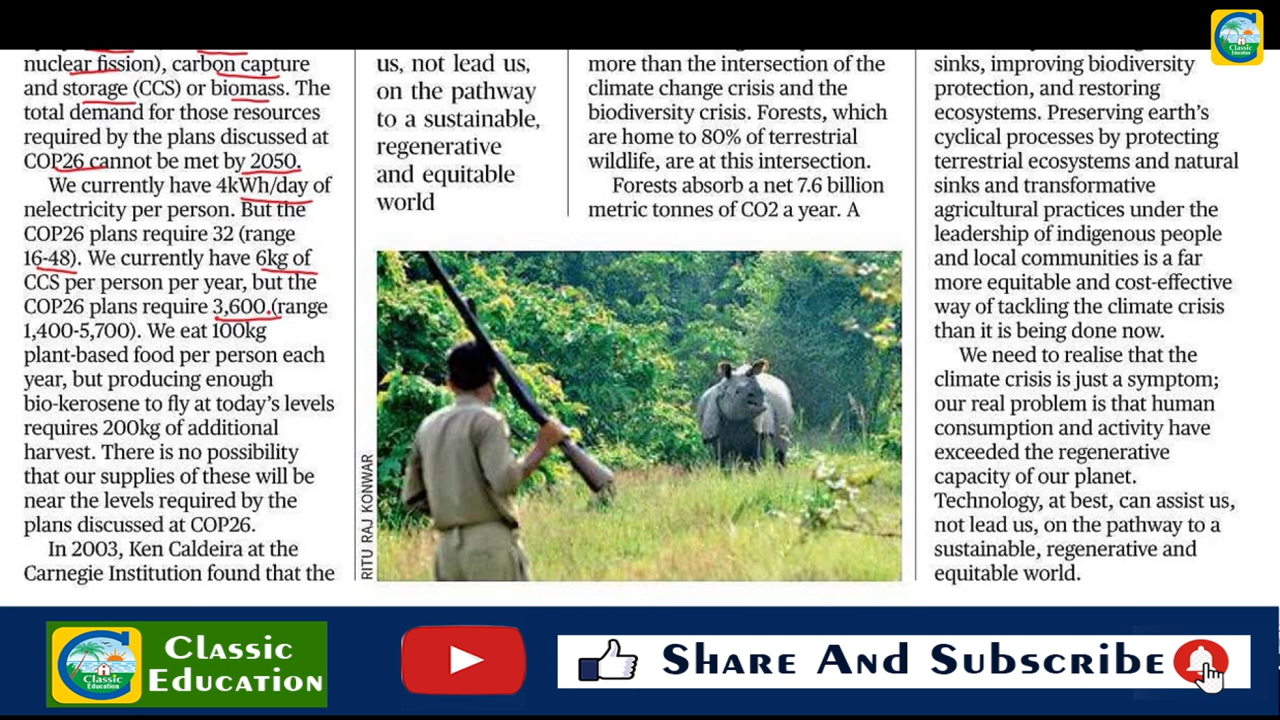 nuclear fission), carbon capture
and storage (CCS) or biomass. The
total demand for those resources
required by the plans discussed at
COP26 cannot be met by 2050.
We currently have 4kWh/day of
nelectricity per person. But the
COP26 plans require 32 (range
16-48). We currently have 6kg of
CCS per person per year, but the
COP26 plans require 3,600 (range
1,400-5,700). We eat 100kg
plant-based food per person each
year, but producing enough
bio-kerosene to fly at today's levels
requires 200kg of additional
harvest. There is no possibility
that our supplies of these will be
near the levels required by the
plans discussed at COP26.
In 2003, Ken Caldeira at the
Carnegie Institution found that the
us, not lead us,
on the pathway
to a sustainable,
regenerative
and equitable
world
more than the intersection of the
climate change crisis and the
biodiversity crisis. Forests, which
are home to 80% of terrestrial
wildlife, are at this intersection.
Forests absorb a net 7.6 billion
metric tonnes of CO2 a year. A
RITU RAJ KONWAR
sinks, improving biodiversity
protection, and restoring
ecosystems. Preserving earth's
cyclical processes by protecting
terrestrial ecosystems and natural
sinks and transformative
agricultural practices under the
leadership of indigenous people
and local communities is a far
more equitable and cost-effective
way of tackling the climate crisis
than it is being done now.
We need to realise that the
climate crisis is just a symptom;
our real problem is that human
consumption and activity have
exceeded the regenerative
capacity of our planet.
Technology, at best, can assist us,
not lead us, on the pathway to a
sustainable, regenerative and
equitable world.
Classic
Education
Classic
Education
Classic
Education
Share And Subscribe